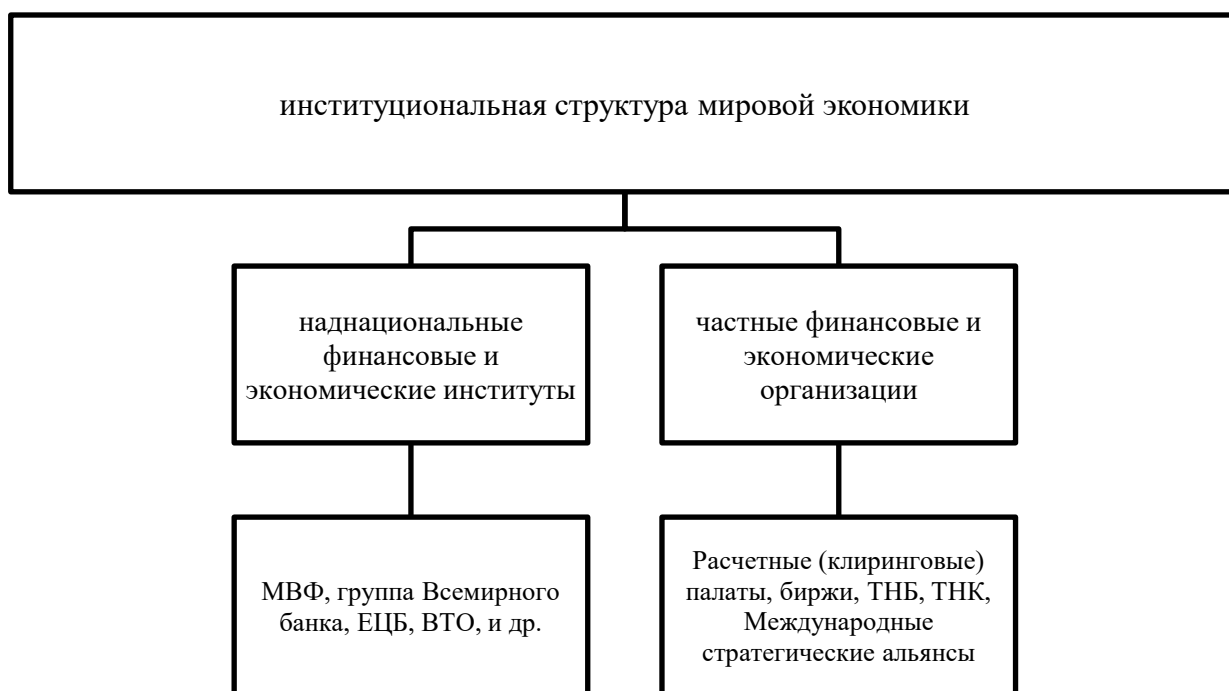 институциональная структура мировой экономики
наднациональные
финансовые и
экономические институты
частные финансовые и
экономические
организации
МВФ, группа Всемирного
банка, ЕЦБ, ВТО, и др.
Расчетные (клиринговые)
палаты, биржи, ТНБ, ТНК,
Международные
стратегические альянсы